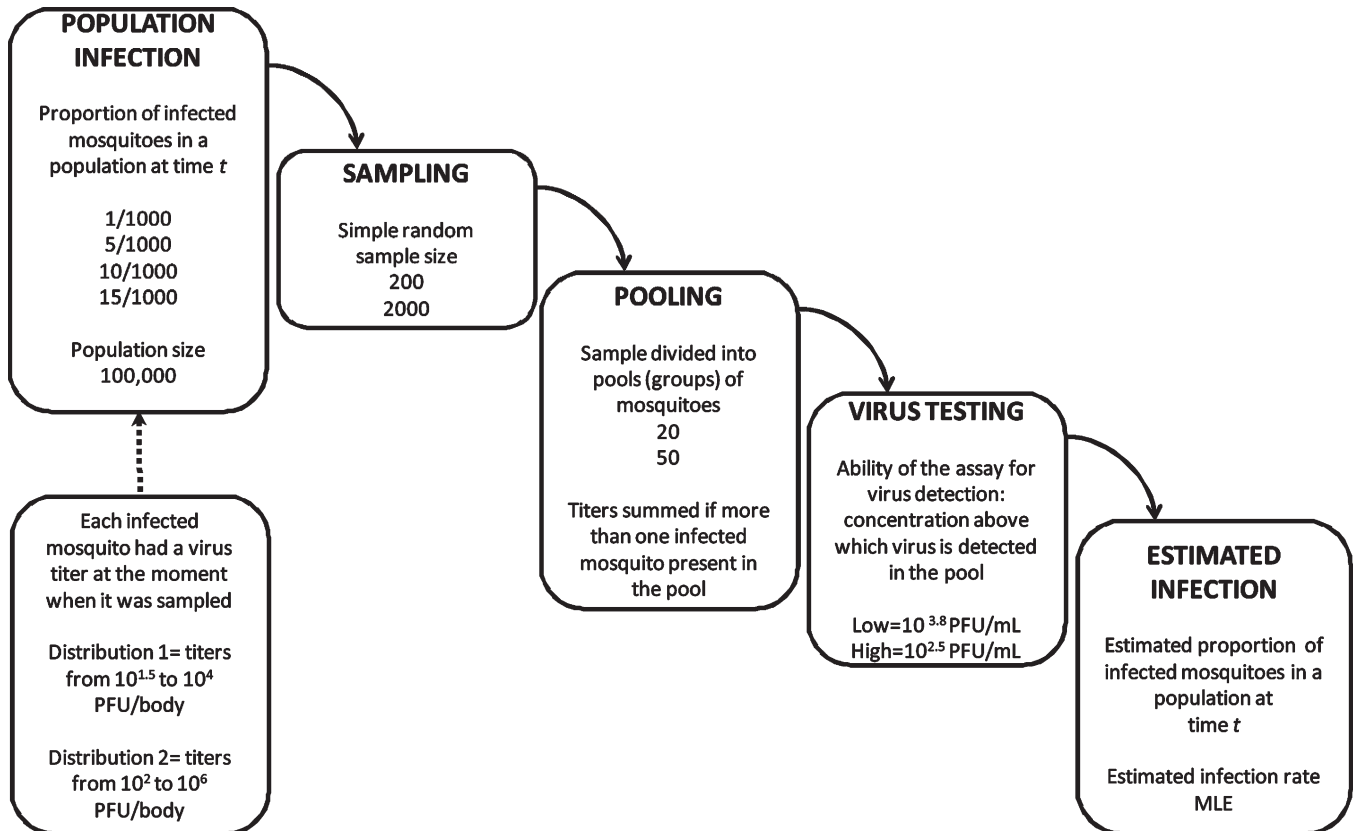 POPULATION
INFECTION
Proportion of infected
mosquitoes in a
population at time t
1/1000
5/1000
10/1000
15/1000
Population size
100,000
Each infected
mosquito had a virus
titer at the moment
when it was sampled
Distribution 1= titers
from 10^1.5 to 10^4
PFU/body
Distribution 2= titers
from 10^2 to 10^6
PFU/body
SAMPLING
Simple random
sample size
200
2000
POOLING
Sample divided into
pools (groups) of
mosquitoes
20
50
Titers summed if more
than one infected
mosquito present in
the pool
VIRUS TESTING
Ability of the assay for
virus detection:
concentration above
which virus is detected
in the pool
Low=10^3.8 PFU/mL
High=10^2.5 PFU/mL
ESTIMATED
INFECTION
Estimated proportion of
infected mosquitoes in a
population at
time t
Estimated infection rate
MLE